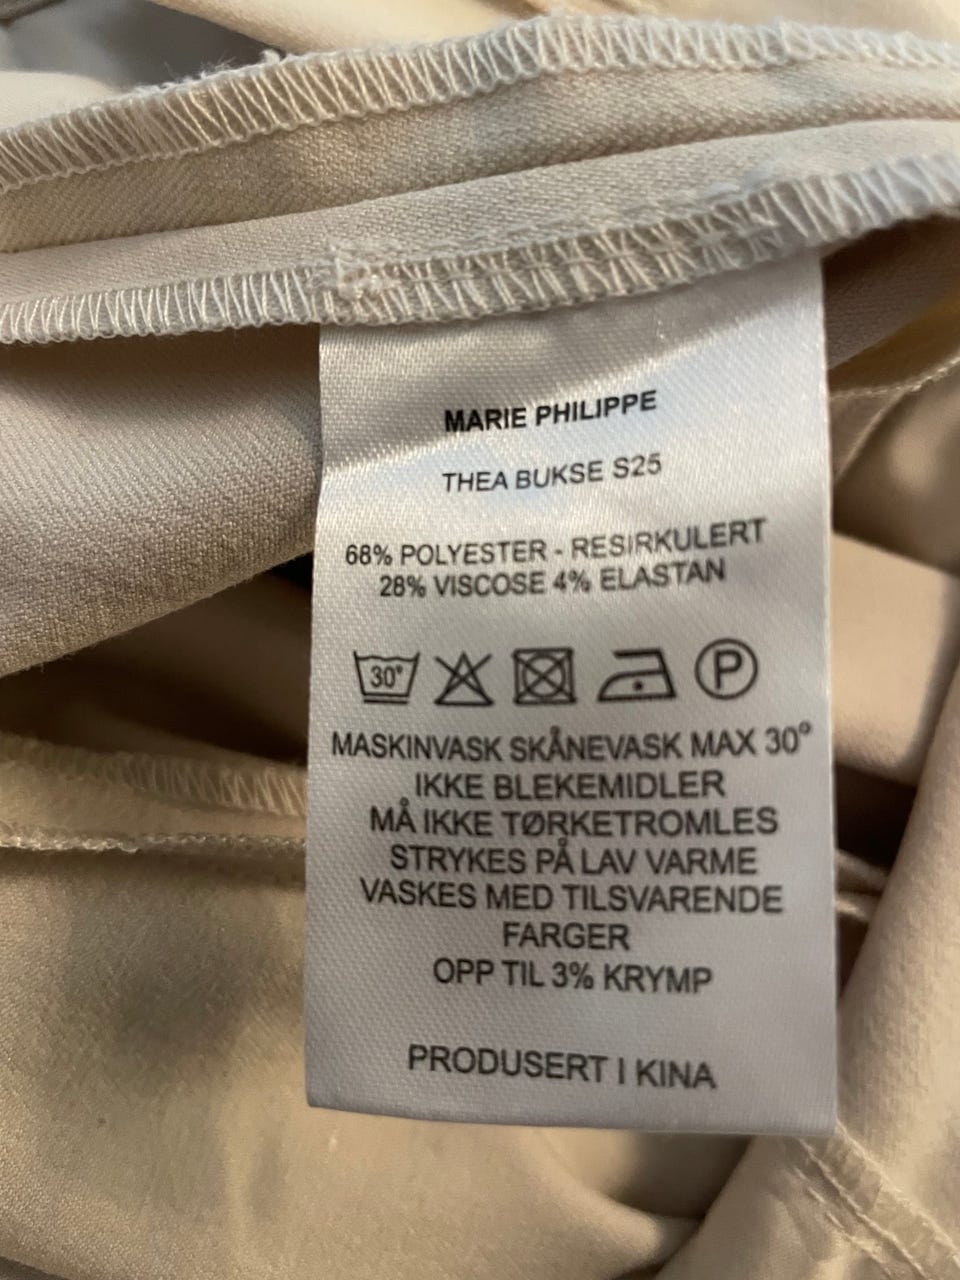 MARIE PHILIPPE
THEA BUKSE S25
68% POLYESTER - RESIRKULERT
28% VISCOSE 4% ELASTAN
30° P
MASKINVASK SKÅNEVASK MAX 30°
IKKE BLEKEMIDLER
MÅ IKKE TØRKETROMLES
STRYKES PÅ LAV VARME
VASKES MED TILSVARENDE
FARGER
OPP TIL 3% KRYMP
PRODUSERT I KINA